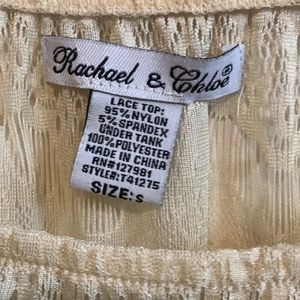 Rachael & Chloe®
LACE TOP:
95%NYLON
5%SPANDEX
UNDER TANK
100%POLYESTER
MADE IN CHINA
RN#127981
STYLE#:T41275
SIZE:S